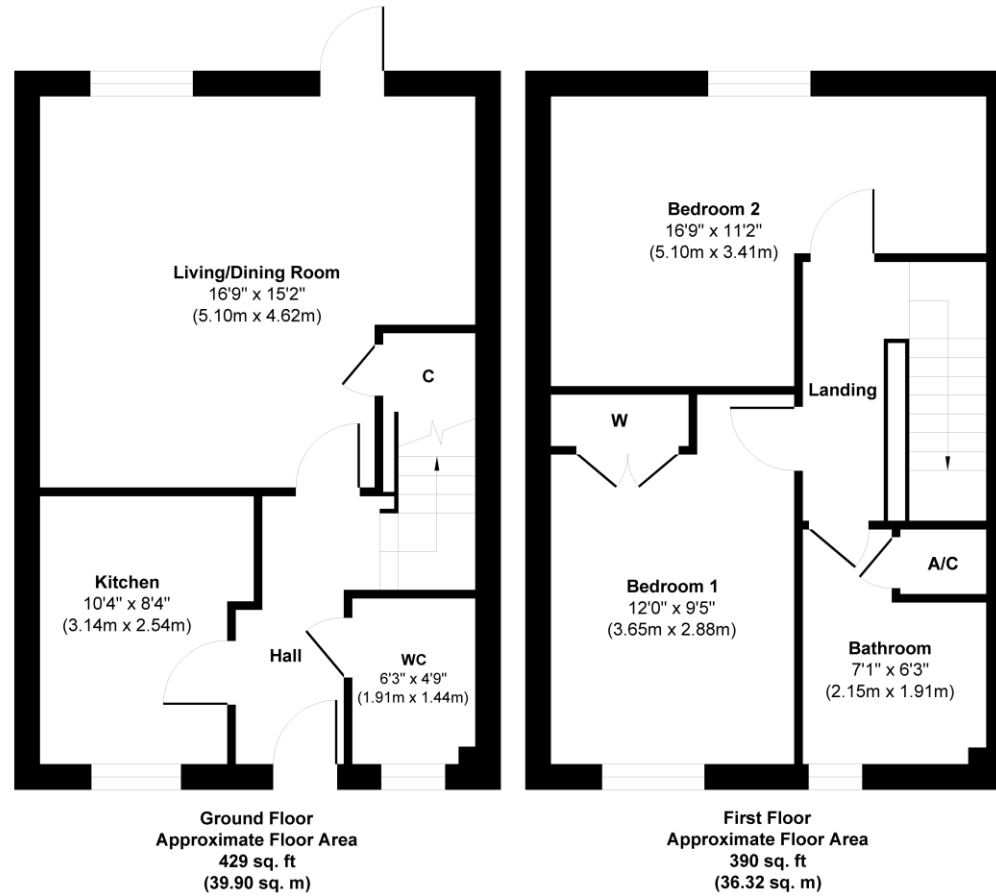 Living/Dining Room
16'9" x 15'2"
(5.10m x 4.62m)
C
Kitchen
10'4" x 8'4"
(3.14m x 2.54m)
Hall
WC
6'3" x 4'9"
(1.91m x 1.44m)
Ground Floor
Approximate Floor Area
429 sq. ft
(39.90 sq. m)
Bedroom 2
16'9" x 11'2"
(5.10m x 3.41m)
Landing
W
Bedroom 1
12'0" x 9'5"
(3.65m x 2.88m)
A/C
Bathroom
7'1" x 6'3"
(2.15m x 1.91m)
First Floor
Approximate Floor Area
390 sq. ft
(36.32 sq. m)